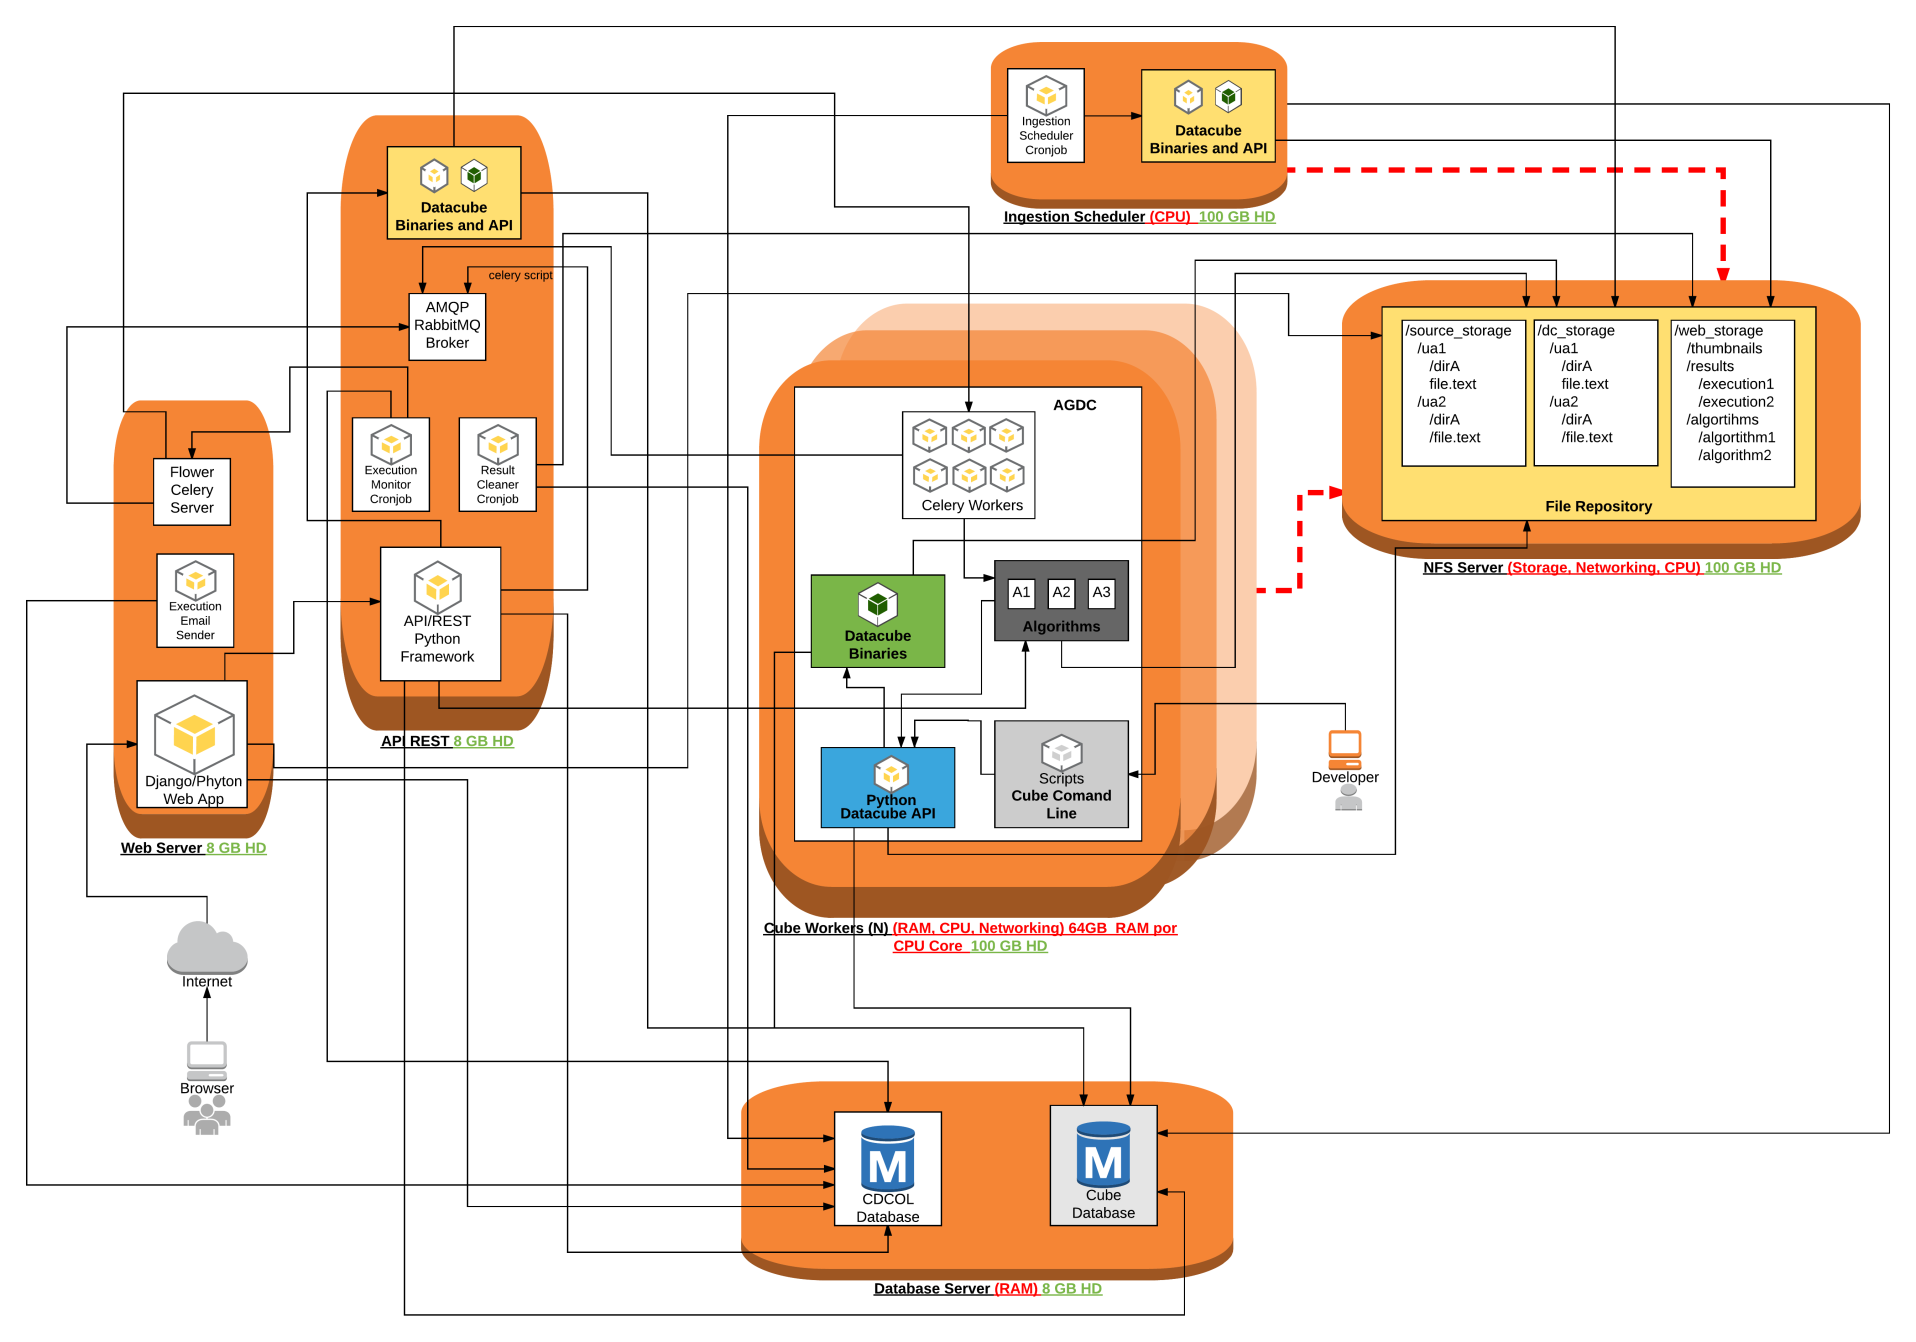 Ingestion
Scheduler
Cronjob
Datacube
Binaries and API
Ingestion Scheduler (CPU) 100 GB HD
Datacube
Binaries and API
celery script
AMQP
RabbitMQ
Broker
Execution
Monitor
Cronjob
Result
Cleaner
Cronjob
API/REST
Python
Framework
API REST 8 GB HD
Flower
Celery
Server
Execution
Email
Sender
Django/Phyton
Web App
Web Server 8 GB HD
Internet
Browser
AGDC
Celery Workers
A1
A2
A3
Algorithms
Datacube
Binaries
Python
Datacube API
Scripts
Cube Comand
Line
Cube Workers (N) (RAM, CPU, Networking) 64GB RAM por
CPU Core 100 GB HD
Developer
/source_storage
/ua1
/dirA
file.text
/ua2
/dirA
/file.text
/dc_storage
/ua1
/dirA
file.text
/ua2
/dirA
/file.text
/web_storage
/thumbnails
/results
/execution1
/execution2
/algortihms
/algortithm1
/algorithm2
File Repository
NFS Server (Storage, Networking, CPU) 100 GB HD
M
CDCOL
Database
M
Cube
Database
Database Server (RAM) 8 GB HD